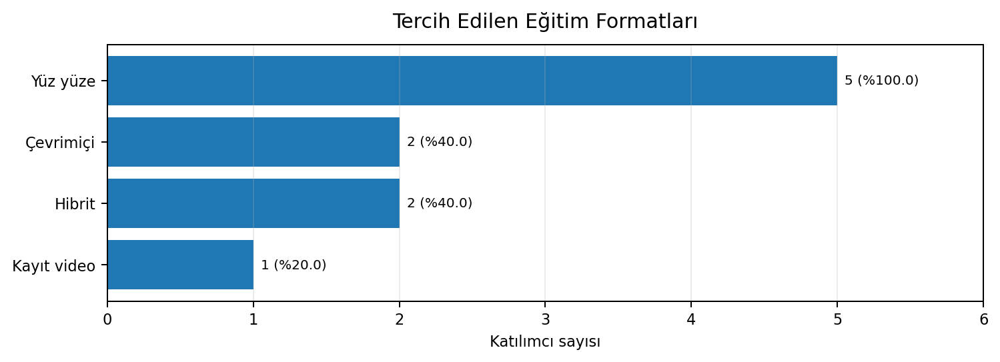 Tercih Edilen Eğitim Formatları
Yüz yüze
5 (%100.0)
Çevrimiçi
2 (%40.0)
Hibrit
2 (%40.0)
Kayıt video
1 (%20.0)
0 1 2 3 4 5 6
Katılımcı sayısı